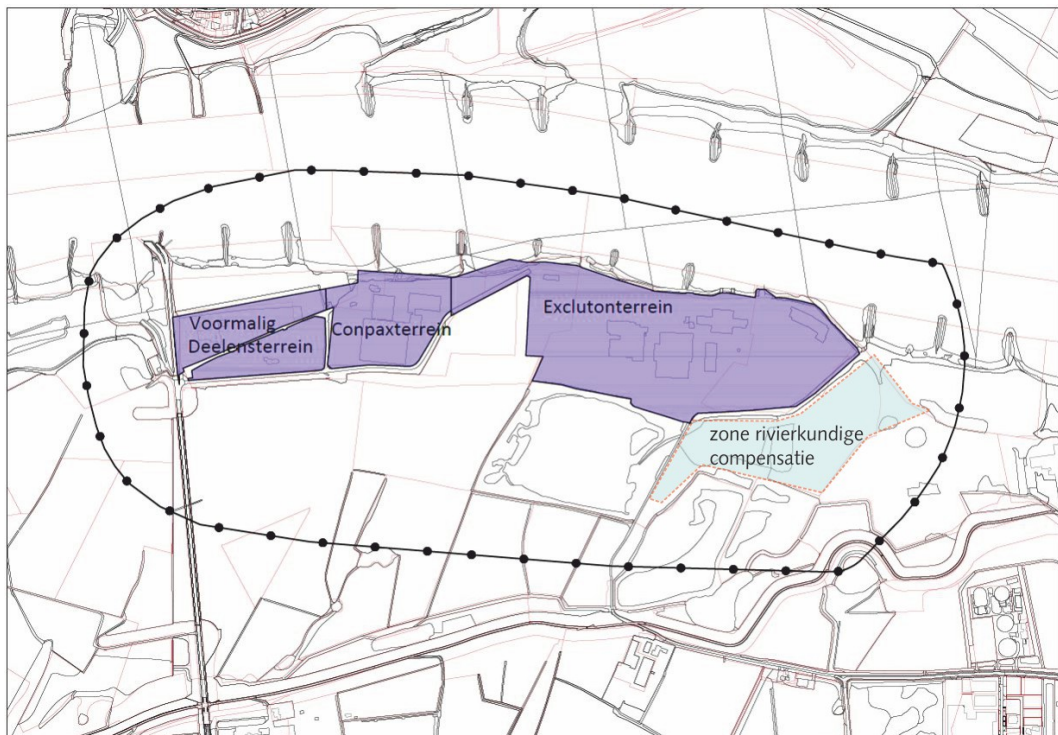 Voormalig
Deelensterrein
Conpaxterrein
Exclutonterrein
zone rivierkundige
compensatie